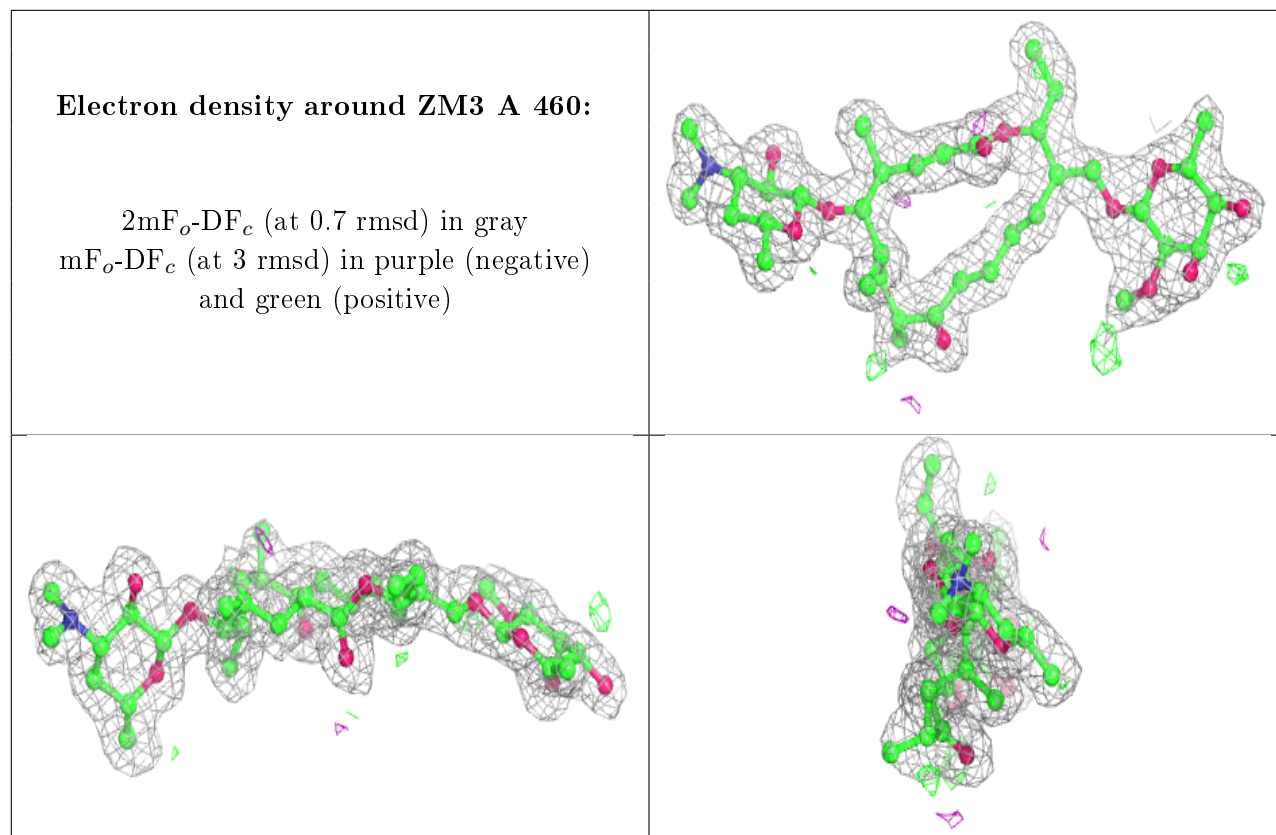 Electron density around ZM3 A 460:
2mFₒ-DF𝒸 (at 0.7 rmsd) in gray
mFₒ-DF𝒸 (at 3 rmsd) in purple (negative)
and green (positive)